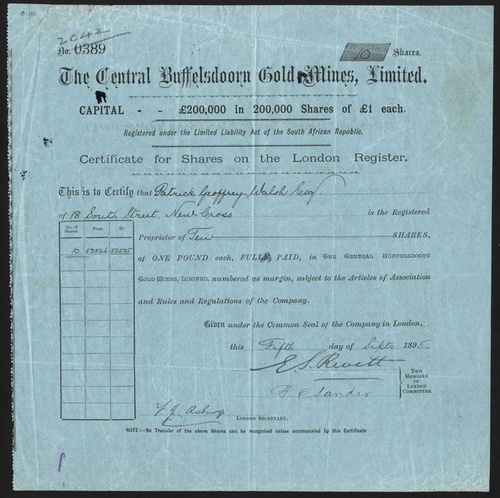 2042
No. 0389
10 Shares.
The Central Buffelsdoorn Gold Mines, Limited.
CAPITAL - - £200,000 in 200,000 Shares of £1 each.
Registered under the Limited Liability Act of the South African Republic.
Certificate for Shares on the London Register.
This is to Certify that Patrick Geoffrey Walsh Esq
of 18 South Street, New Cross is the Registered
Proprietor of Ten SHARES,
of ONE POUND each, FULLY PAID, in THE CENTRAL BUFFELSDOORN
GOLD MINES, LIMITED, numbered as margin, subject to the Articles of Association
and Rules and Regulations of the Company.
No. of Shares. From To
10 53526 53535
GIVEN under the Common Seal of the Company in London,
this Fifth day of Septr 1895
E. S. Rewett
TWO MEMBERS OF LONDON COMMITTEE.
LONDON SECRETARY.
NOTE:—No Transfer of the above Shares can be recognised unless accompanied by this Certificate